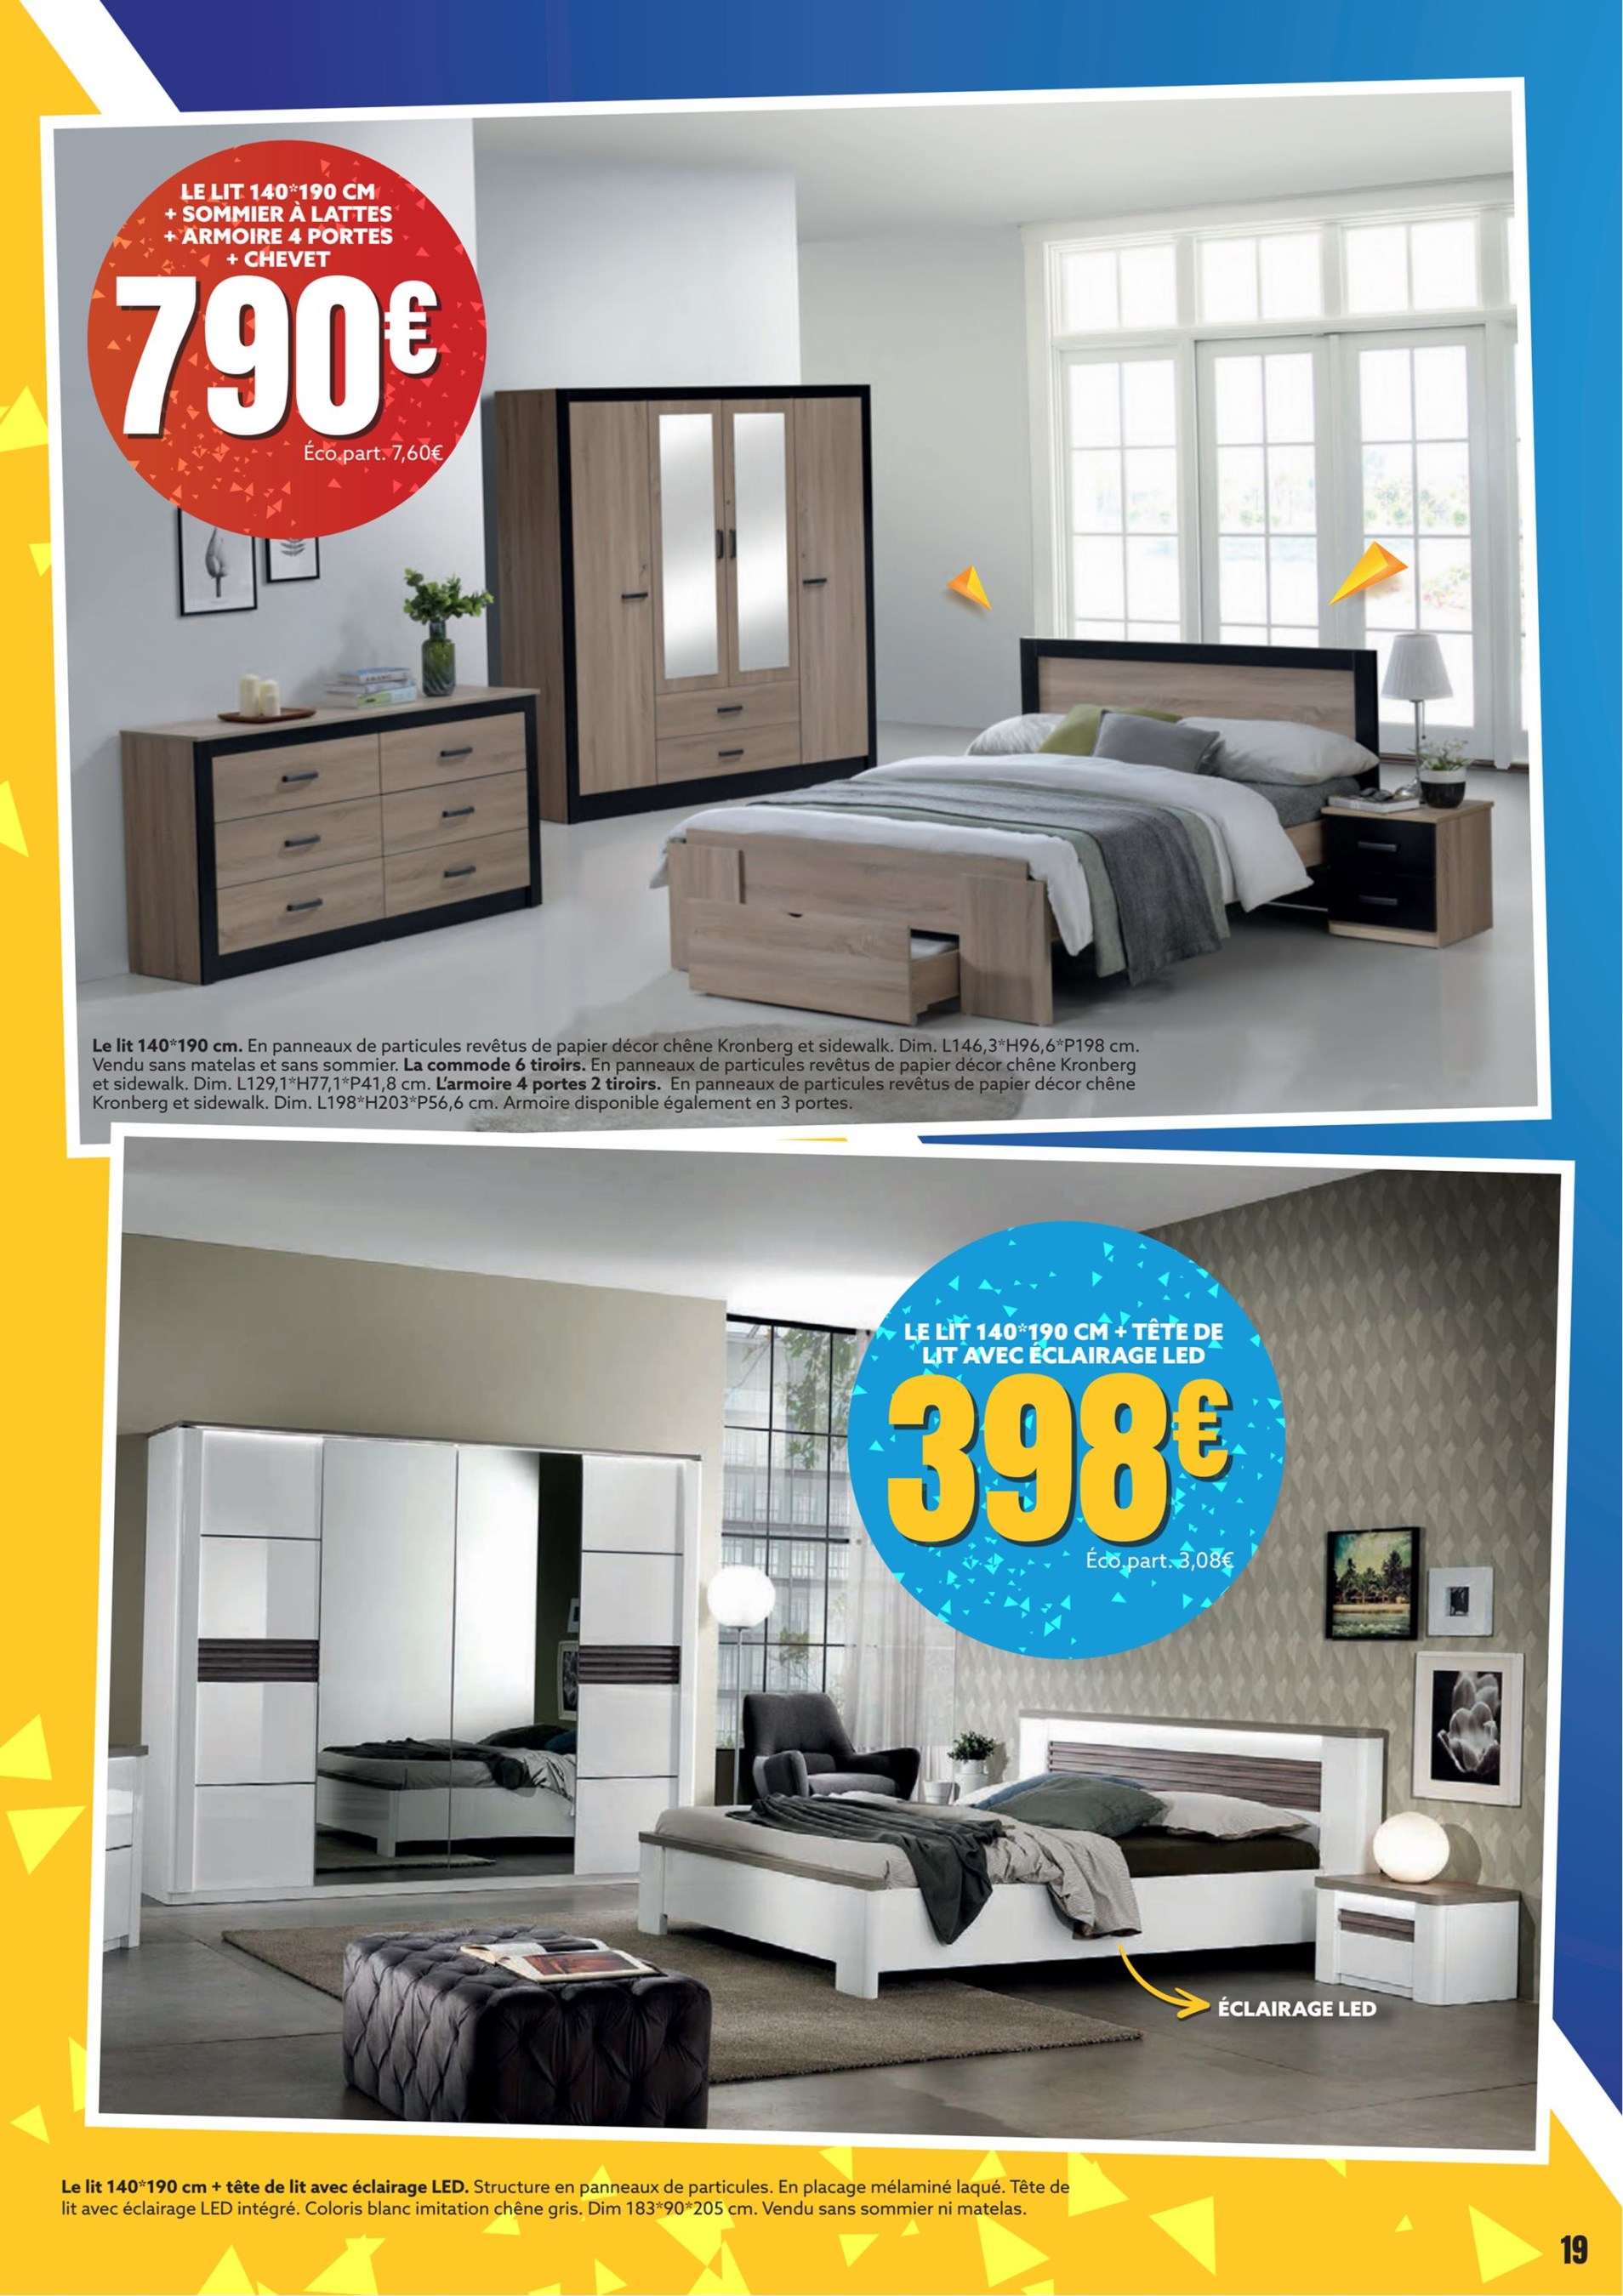 LE LIT 140*190 CM
+ SOMMIER À LATTES
+ ARMOIRE 4 PORTES
+ CHEVET
790€
Éco.part. 7,60€
Le lit 140*190 cm. En panneaux de particules revêtus de papier décor chêne Kronberg et sidewalk. Dim. L146,3*H96,6*P198 cm.
Vendu sans matelas et sans sommier. La commode 6 tiroirs. En panneaux de particules revêtus de papier décor chêne Kronberg
et sidewalk. Dim. L129,1*H77,1*P41,8 cm. L'armoire 4 portes 2 tiroirs. En panneaux de particules revêtus de papier décor chêne
Kronberg et sidewalk. Dim. L198*H203*P56,6 cm. Armoire disponible également en 3 portes.
LE LIT 140*190 CM + TÊTE DE
LIT AVEC ÉCLAIRAGE LED
398€
Éco.part. 3,08€
ÉCLAIRAGE LED
Le lit 140*190 cm + tête de lit avec éclairage LED. Structure en panneaux de particules. En placage mélaminé laqué. Tête de
lit avec éclairage LED intégré. Coloris blanc imitation chêne gris. Dim 183*90*205 cm. Vendu sans sommier ni matelas.
19